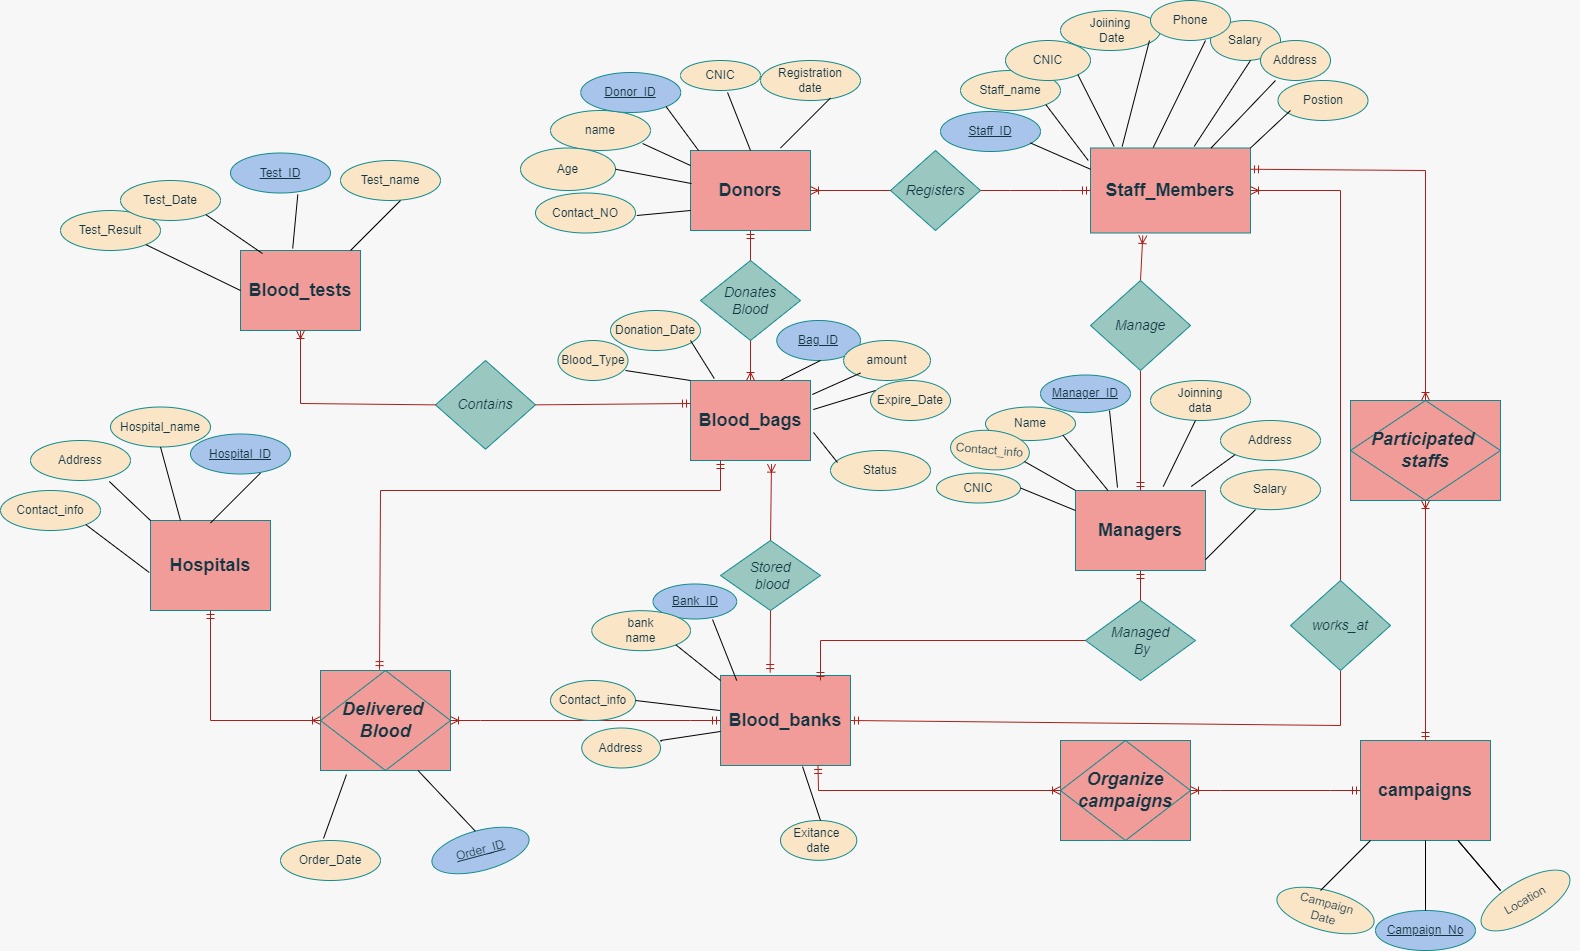 Joiining
Date
Phone
Salary
CNIC
Address
Staff_name
Postion
Staff_ID
CNIC
Registration
date
Donor_ID
name
Age
Contact_NO
Donors
Registers
Staff_Members
Test_ID
Test_name
Test_Date
Test_Result
Blood_tests
Donates
Blood
Manage
Donation_Date
Bag_ID
Blood_Type
amount
Expire_Date
Contains
Blood_bags
Status
Manager_ID
Joinning
data
Name
Contact_info
Address
CNIC
Salary
Managers
Participated
staffs
Hospital_name
Address
Hospital_ID
Contact_info
Hospitals
Stored
blood
Bank_ID
bank
name
Managed
By
works_at
Contact_info
Address
Blood_banks
Delivered
Blood
Organize
campaigns
campaigns
Exitance
date
Order_Date
Order_ID
Campaign
Date
Campaign_No
Location